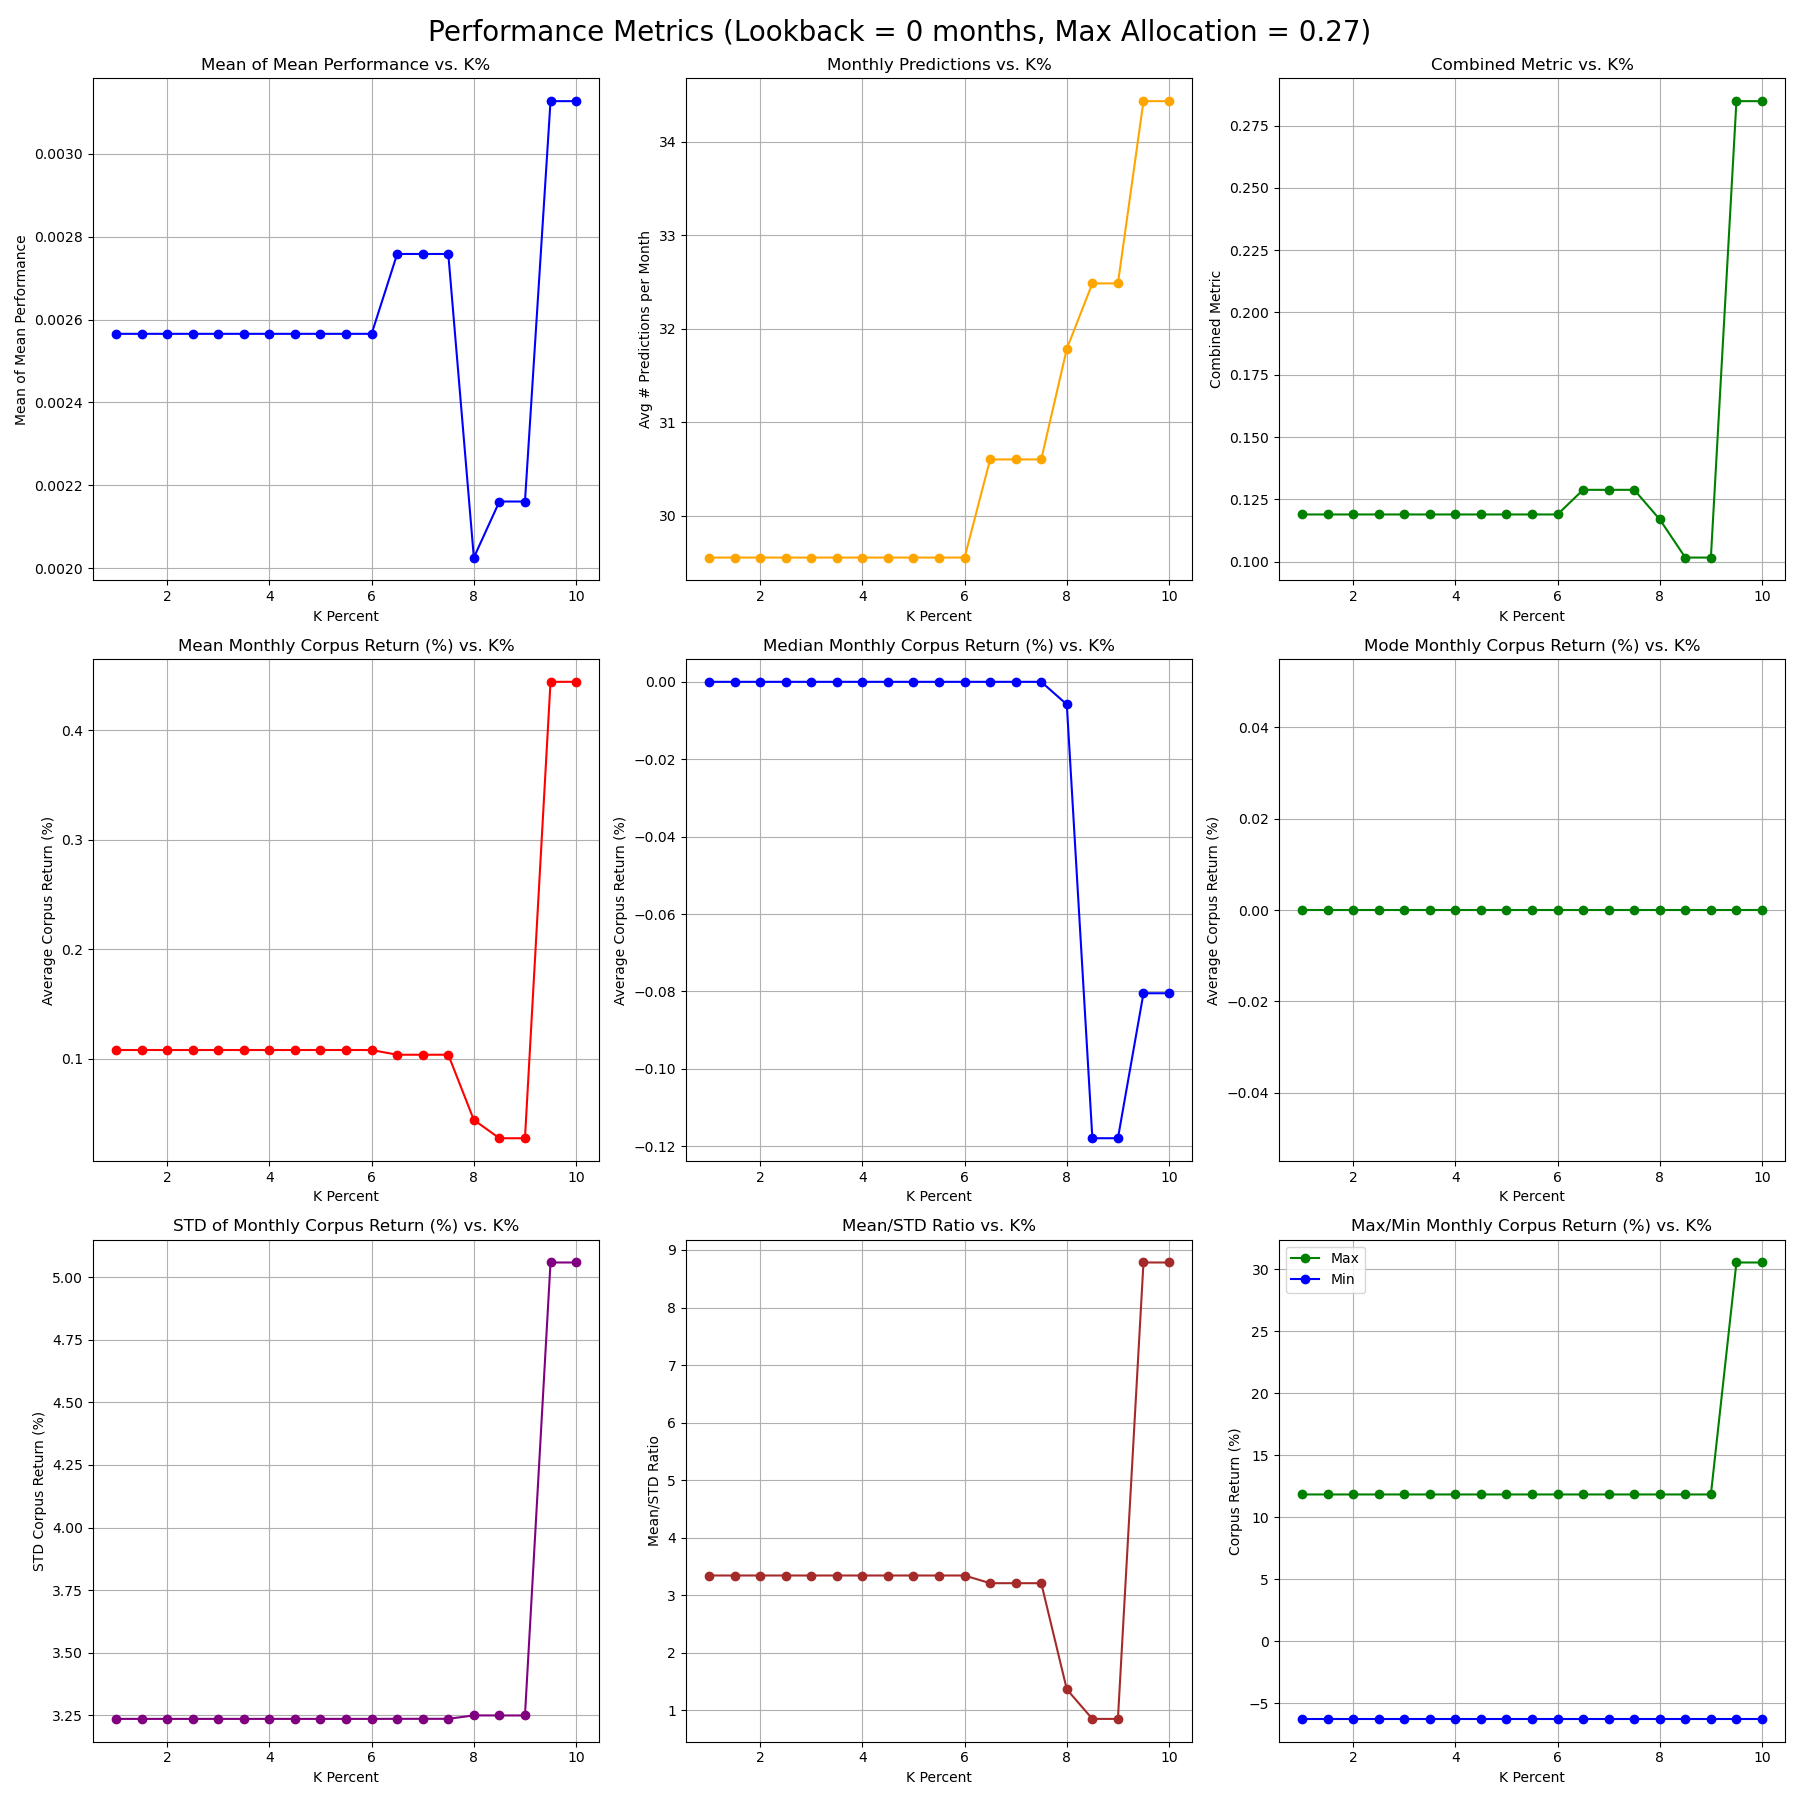 Performance Metrics (Lookback = 0 months, Max Allocation = 0.27)
Mean of Mean Performance vs. K%
Mean of Mean Performance
0.0030
0.0028
0.0026
0.0024
0.0022
0.0020
2 4 6 8 10
K Percent
Monthly Predictions vs. K%
Avg # Predictions per Month
34
33
32
31
30
2 4 6 8 10
K Percent
Combined Metric vs. K%
Combined Metric
0.275
0.250
0.225
0.200
0.175
0.150
0.125
0.100
2 4 6 8 10
K Percent
Mean Monthly Corpus Return (%) vs. K%
Average Corpus Return (%)
0.4
0.3
0.2
0.1
2 4 6 8 10
K Percent
Median Monthly Corpus Return (%) vs. K%
Average Corpus Return (%)
0.00
−0.02
−0.04
−0.06
−0.08
−0.10
−0.12
2 4 6 8 10
K Percent
Mode Monthly Corpus Return (%) vs. K%
Average Corpus Return (%)
0.04
0.02
0.00
−0.02
−0.04
2 4 6 8 10
K Percent
STD of Monthly Corpus Return (%) vs. K%
STD Corpus Return (%)
5.00
4.75
4.50
4.25
4.00
3.75
3.50
3.25
2 4 6 8 10
K Percent
Mean/STD Ratio vs. K%
Mean/STD Ratio
9
8
7
6
5
4
3
2
1
2 4 6 8 10
K Percent
Max/Min Monthly Corpus Return (%) vs. K%
Max
Min
Corpus Return (%)
30
25
20
15
10
5
0
−5
2 4 6 8 10
K Percent